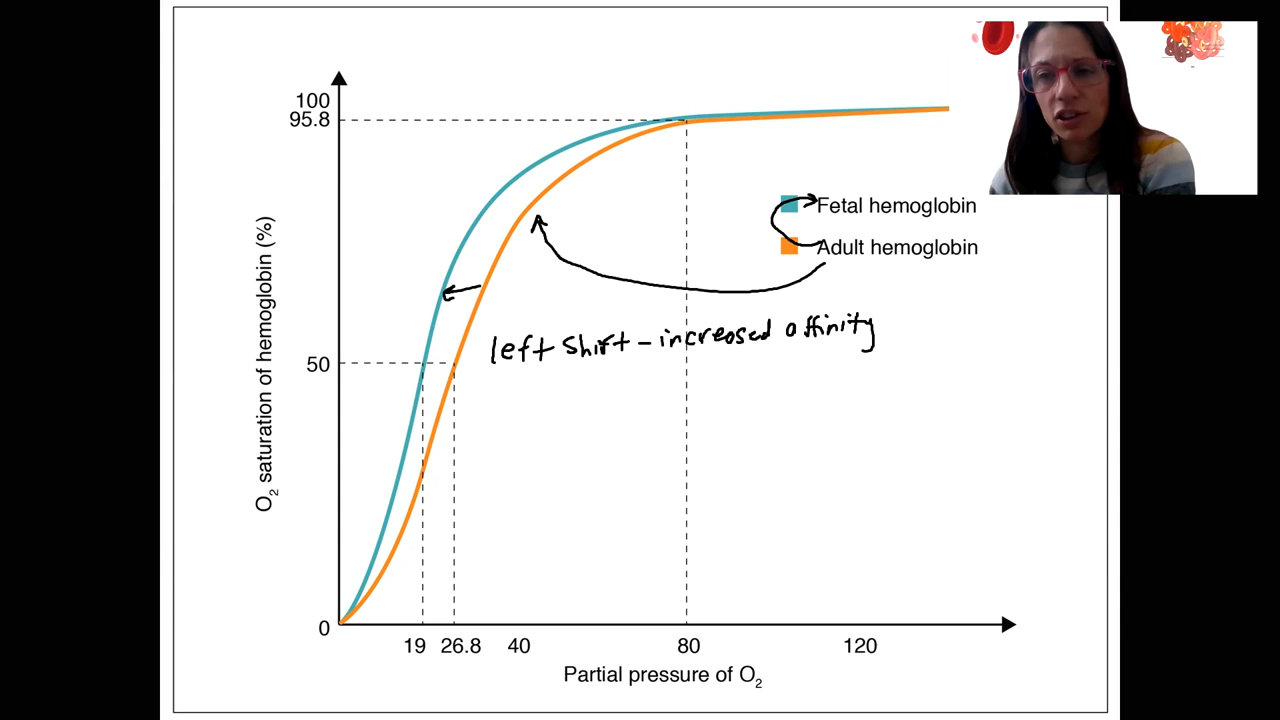 100
95.8
Fetal hemoglobin
Adult hemoglobin
left shift – increased affinity
50
O2 saturation of hemoglobin (%)
0
19 26.8 40 80 120
Partial pressure of O2